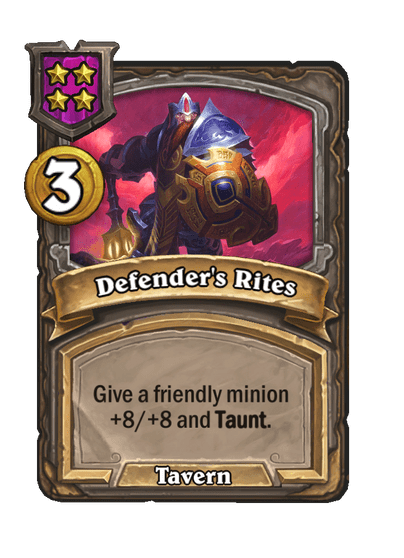 3
Defender's Rites
Give a friendly minion
+8/+8 and Taunt.
Tavern